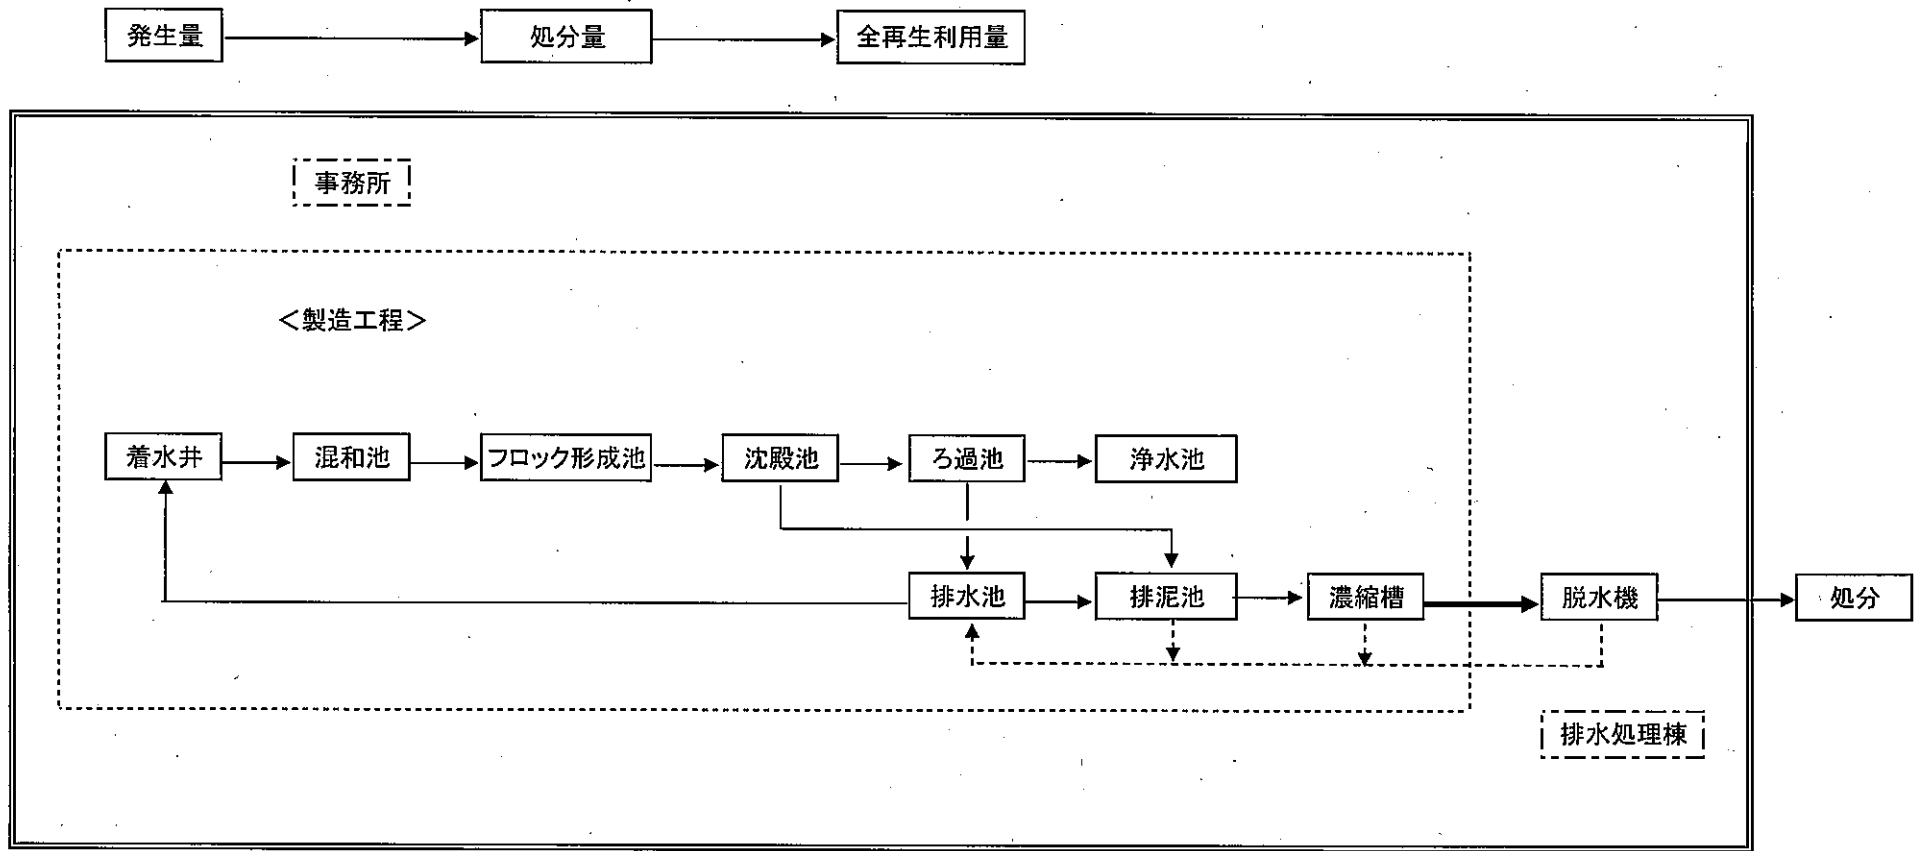 発生量
処分量
全再生利用量
事務所
＜製造工程＞
着水井
混和池
フロック形成池
沈殿池
ろ過池
浄水池
排水池
排泥池
濃縮槽
脱水機
処分
排水処理棟